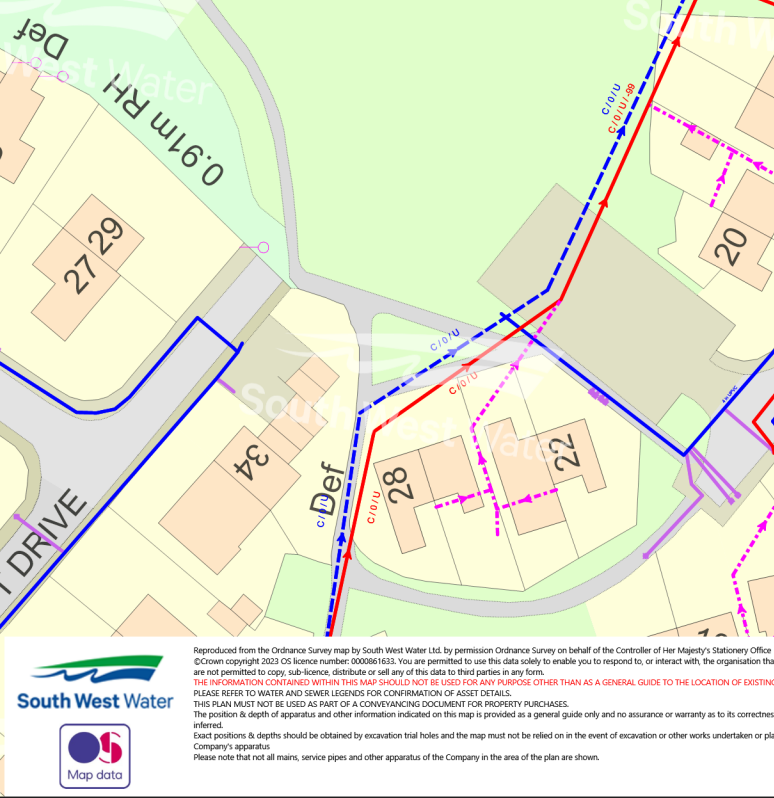 South West Water
Def
South West Water
0.91m RH
C/0/U
C/0/U/-99
27 29
20
C/0/U
C/0/U
South West Water
34
28
22
Def
C/0/U
C/0/U
T DRIVE
Reproduced from the Ordnance Survey map by South West Water Ltd. by permission Ordnance Survey on behalf of the Controller of Her Majesty's Stationery Office
©Crown copyright 2023 OS licence number: 0000861633. You are permitted to use this data solely to enable you to respond to, or interact with, the organisation tha
are not permitted to copy, sub-licence, distribute or sell any of this data to third parties in any form.
THE INFORMATION CONTAINED WITHIN THIS MAP SHOULD NOT BE USED FOR ANY PURPOSE OTHER THAN AS A GENERAL GUIDE TO THE LOCATION OF EXISTING
PLEASE REFER TO WATER AND SEWER LEGENDS FOR CONFIRMATION OF ASSET DETAILS.
THIS PLAN MUST NOT BE USED AS PART OF A CONVEYANCING DOCUMENT FOR PROPERTY PURCHASES.
The position & depth of apparatus and other information indicated on this map is provided as a general guide only and no assurance or warranty as to its correctnes
inferred.
Exact positions & depths should be obtained by excavation trial holes and the map must not be relied on in the event of excavation or other works undertaken or pla
Company's apparatus
Please note that not all mains, service pipes and other apparatus of the Company in the area of the plan are shown.
South West Water
OS
Map data